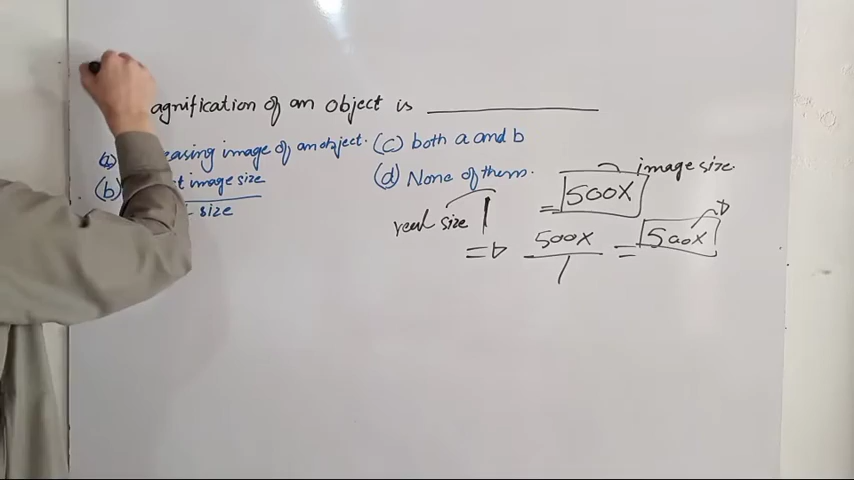 agnification of an object is
(a) easing image of an object. (c) both a and b
(b) t image size (d) None of them.
size
image size.
= 500X
real size 1
=> 500X / 1 = 500X